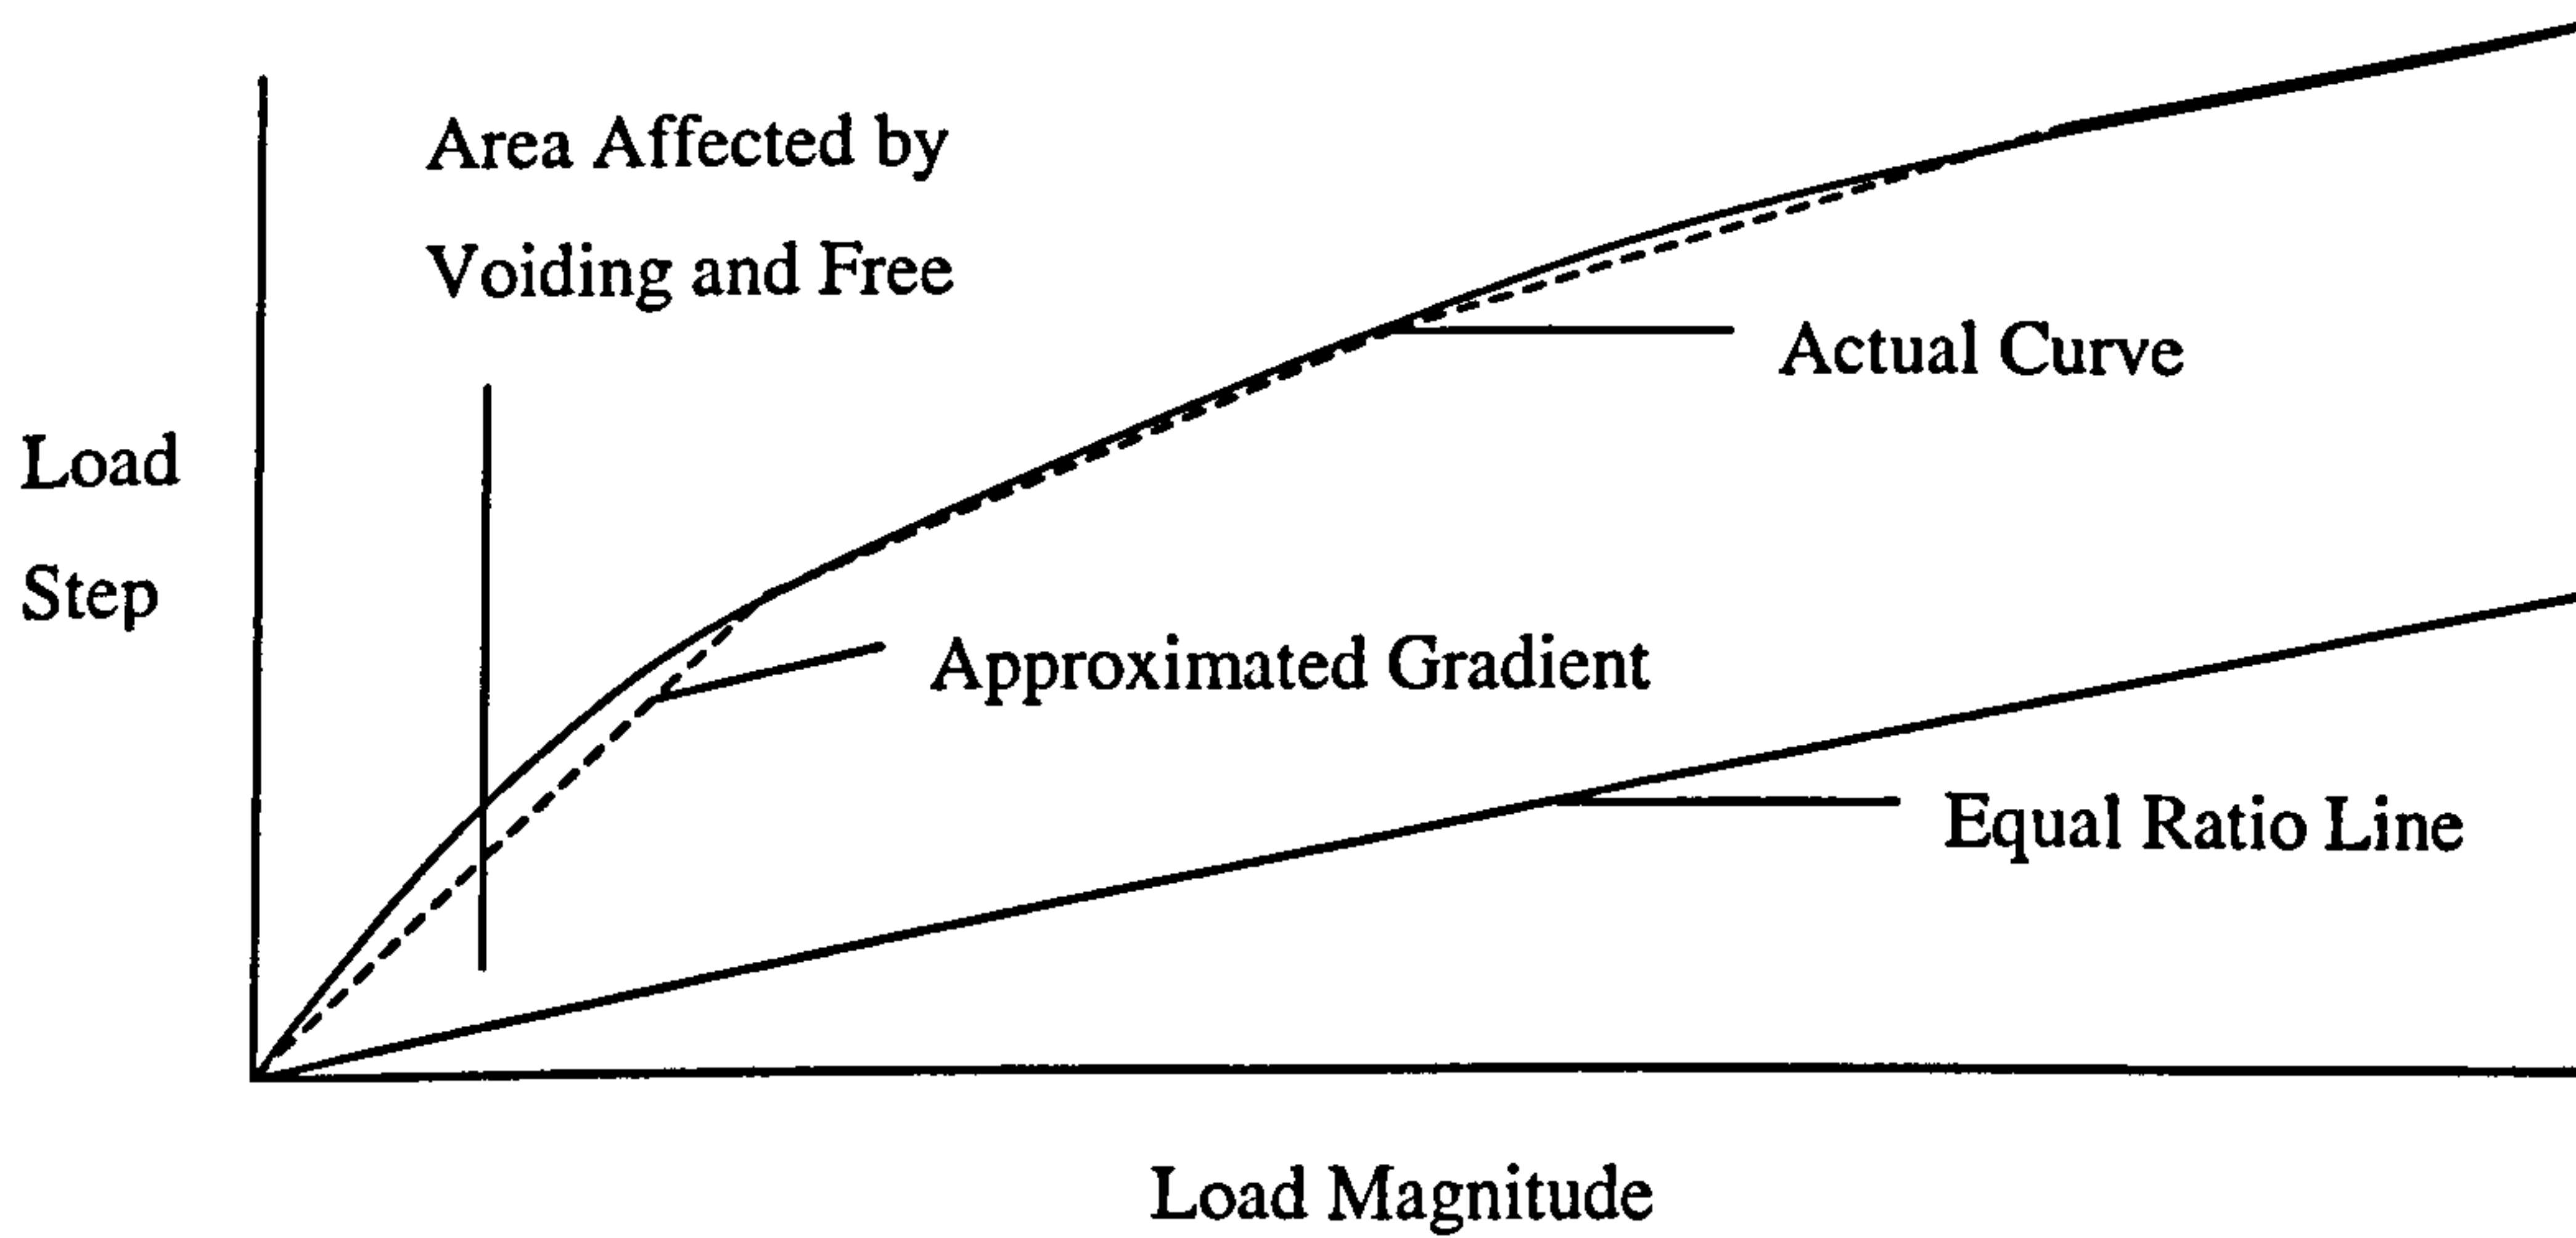 Area Affected by
Voiding and Free
Load
Step
Actual Curve
Approximated Gradient
Equal Ratio Line
Load Magnitude